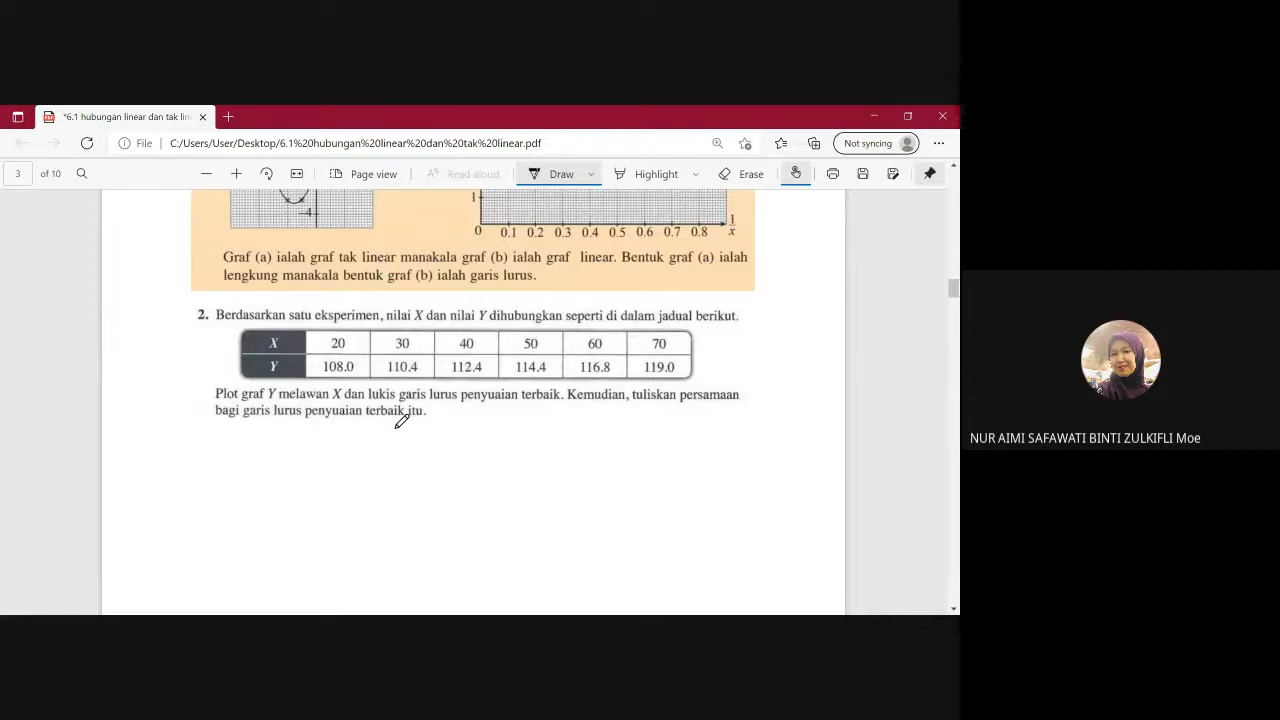 *6.1 hubungan linear dan tak lin
File
C:/Users/User/Desktop/6.1%20hubungan%20linear%20dan%20tak%20linear.pdf
Not syncing
3 of 10
Page view
Read aloud
Draw
Highlight
Erase
−4
1
0 0.1 0.2 0.3 0.4 0.5 0.6 0.7 0.8 1/x
Graf (a) ialah graf tak linear manakala graf (b) ialah graf linear. Bentuk graf (a) ialah
lengkung manakala bentuk graf (b) ialah garis lurus.
2. Berdasarkan satu eksperimen, nilai X dan nilai Y dihubungkan seperti di dalam jadual berikut.
X 20 30 40 50 60 70
Y 108.0 110.4 112.4 114.4 116.8 119.0
Plot graf Y melawan X dan lukis garis lurus penyuaian terbaik. Kemudian, tuliskan persamaan
bagi garis lurus penyuaian terbaik itu.
NUR AIMI SAFAWATI BINTI ZULKIFLI Moe